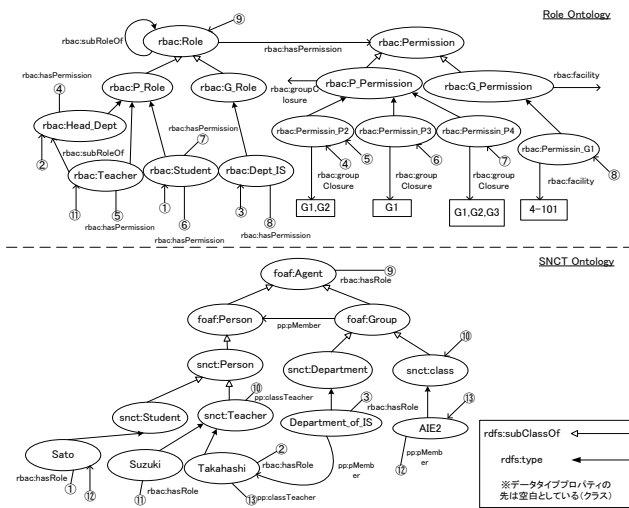 Role Ontology
⑨
rbac:subRoleOf
rbac:Role
rbac:hasPermission
rbac:Permission
rbac:hasPermission
④
rbac:P_Role
rbac:G_Role
rbac:groupC
losure
rbac:P_Permission
rbac:G_Permission
rbac:facility
rbac:Head_Dept
②
rbac:subRoleOf
rbac:hasPermission
⑦
rbac:Teacher
rbac:Student
rbac:Dept_IS
rbac:Permissin_P2
rbac:Permissin_P3
rbac:Permissin_P4
rbac:Permissin_G1
④
⑤
⑥
⑦
⑧
rbac:group
Closure
rbac:group
Closure
rbac:group
Closure
rbac:facility
⑪
⑤
rbac:hasPermission
①
⑥
rbac:hasPermission
③
⑧
rbac:hasPermission
G1,G2
G1
G1,G2,G3
4-101
SNCT Ontology
foaf:Agent
⑨
rbac:hasRole
foaf:Person
pp:pMember
foaf:Group
⑩
snct:Person
snct:Department
snct:class
⑩
pp:classTeacher
③
rbac:hasRole
⑬
snct:Student
snct:Teacher
Department_of_IS
AIE2
pp:pMemb
er
⑫
Sato
Suzuki
Takahashi
②
rbac:hasRole
pp:pMemb
er
rbac:hasRole
①
⑫
⑪
rbac:hasRole
⑬
pp:classTeacher
rdfs:subClassOf
rdfs:type
※データタイププロパティの
先は空白としている(クラス)